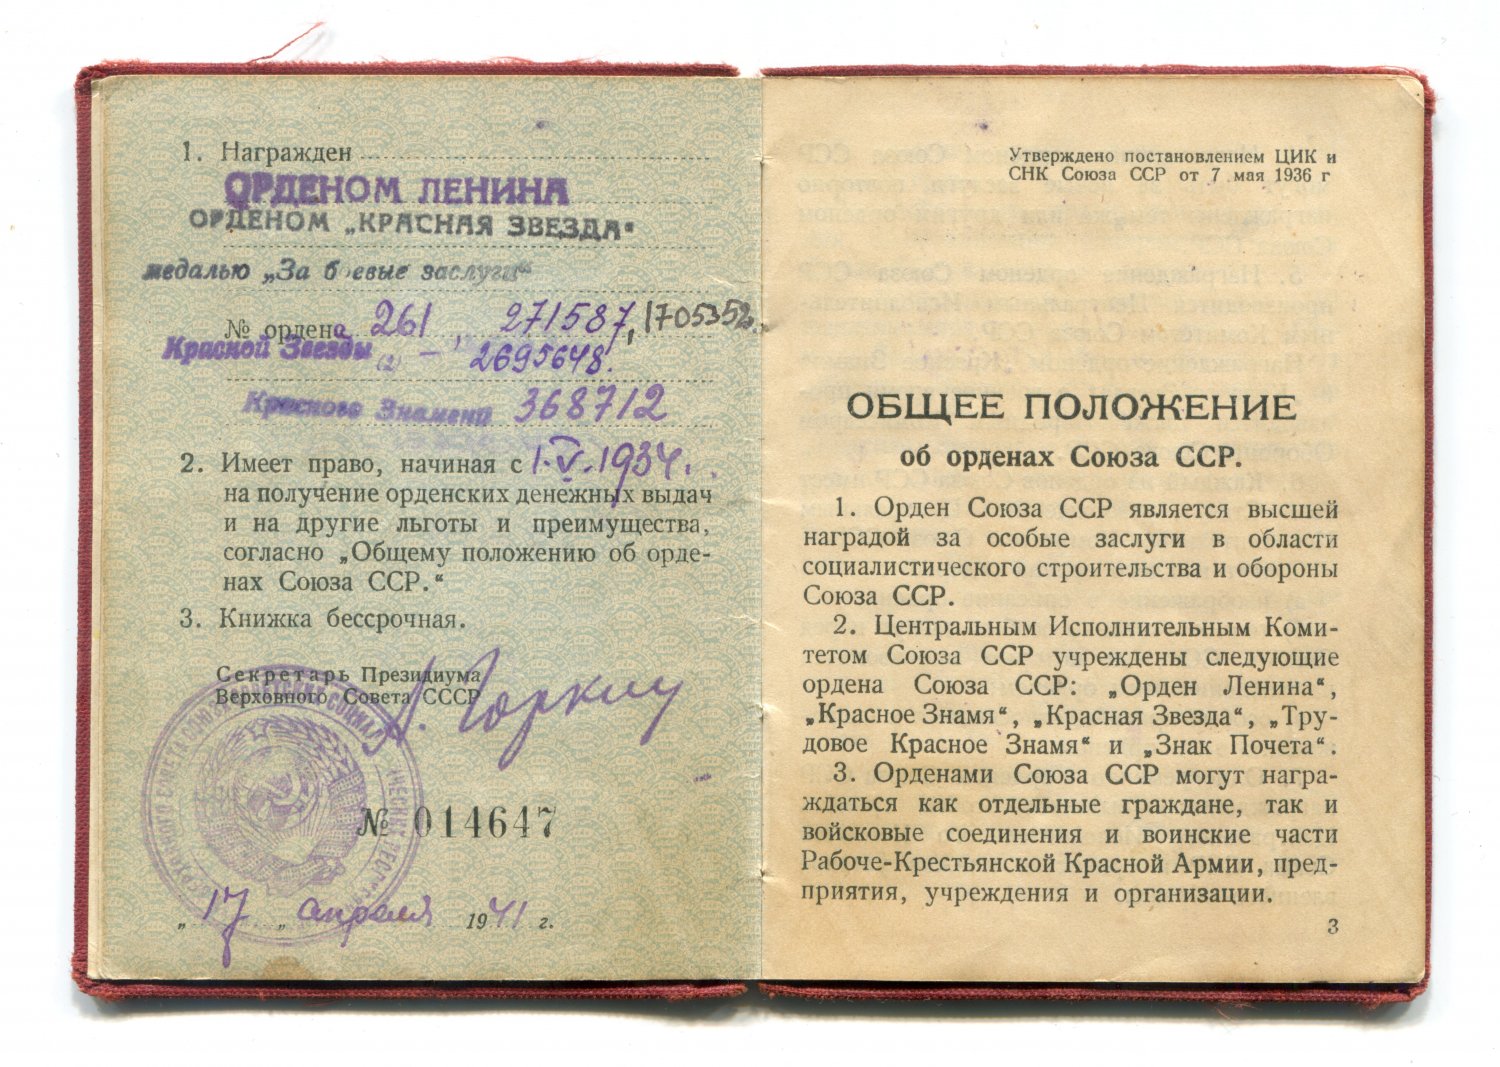 1. Награжден
ОРДЕНОМ ЛЕНИНА
ОРДЕНОМ „КРАСНАЯ ЗВЕЗДА“
медалью „За боевые заслуги“
№ ордена 261, 271587, 1705352.
Красной Звезды (2) — 2695648.
Красного Знамени 368712
2. Имеет право, начиная с 1.V.1934г.
на получение орденских денежных выдач
и на другие льготы и преимущества,
согласно „Общему положению об орде-
нах Союза ССР.“
3. Книжка бессрочная.
Секретарь Президиума
Верховного Совета СССР
А. Горкин
№ 014647
„17„ апреля 1941 г.
Утверждено постановлением ЦИК и
СНК Союза ССР от 7 мая 1936 г
ОБЩЕЕ ПОЛОЖЕНИЕ
об орденах Союза ССР.
1. Орден Союза ССР является высшей
наградой за особые заслуги в области
социалистического строительства и обороны
Союза ССР.
2. Центральным Исполнительным Коми-
тетом Союза ССР учреждены следующие
ордена Союза ССР: „Орден Ленина“,
„Красное Знамя“, „Красная Звезда“, „Тру-
довое Красное Знамя“ и „Знак Почета“.
3. Орденами Союза ССР могут награ-
ждаться как отдельные граждане, так и
войсковые соединения и воинские части
Рабоче-Крестьянской Красной Армии, пред-
приятия, учреждения и организации.
3